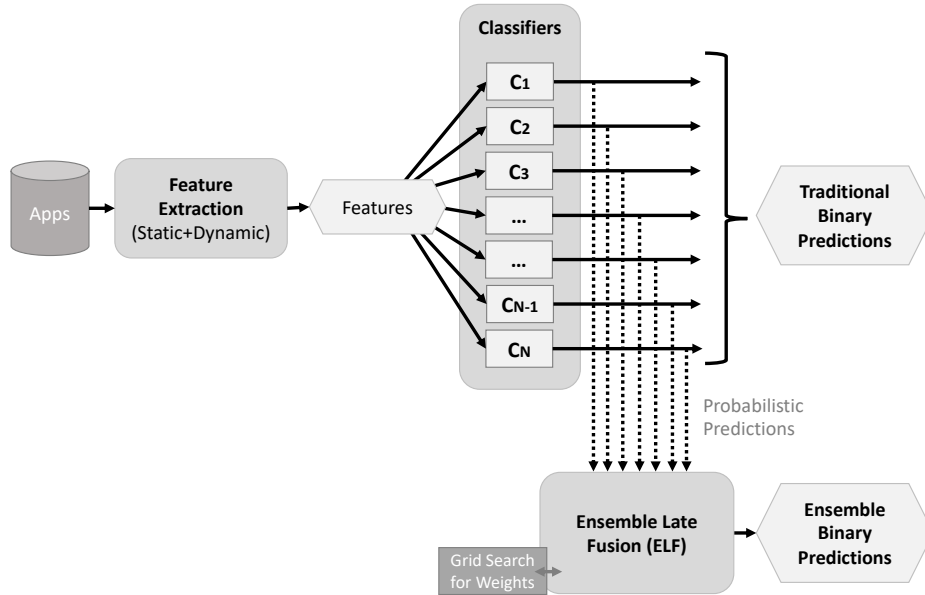 Classifiers
C1
C2
C3
...
...
CN-1
CN
Apps
Feature
Extraction
(Static+Dynamic)
Features
Traditional
Binary
Predictions
Probabilistic
Predictions
Ensemble Late
Fusion (ELF)
Grid Search
for Weights
Ensemble
Binary
Predictions